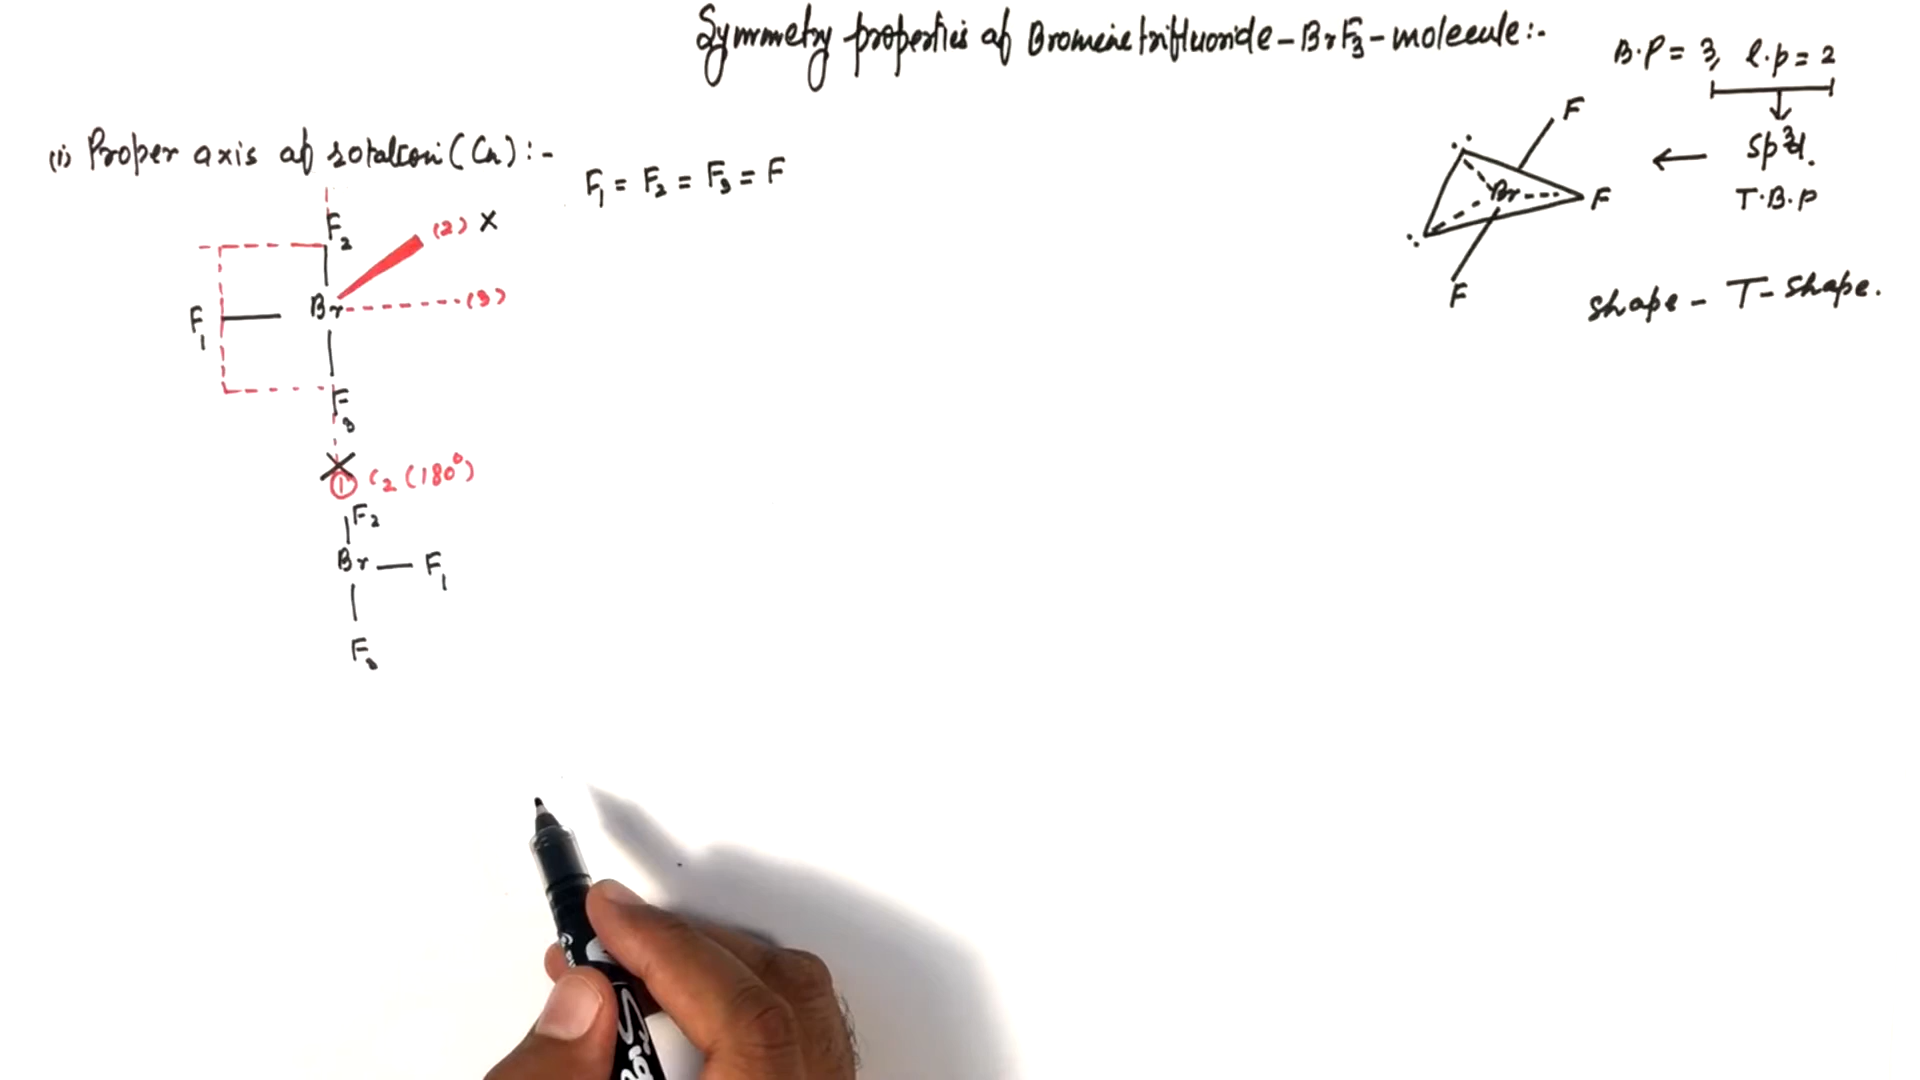 Symmetry properties of Bromine trifluoride - BrF3 - molecule:-
B.P = 3, l.p = 2
sp3d.
T.B.P
F
Br F
F
shape - T-shape.
(i) Proper axis of rotation (Cn):-
F1 = F2 = F3 = F
F2
(2) X
F1 Br (3)
F3
① C2 (180°)
F2
Br — F1
F3